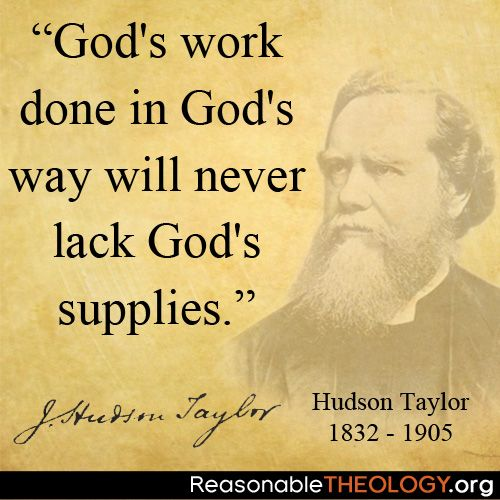 “God's work
done in God's
way will never
lack God's
supplies.”
J. Hudson Taylor
Hudson Taylor
1832 - 1905
ReasonableTHEOLOGY.org